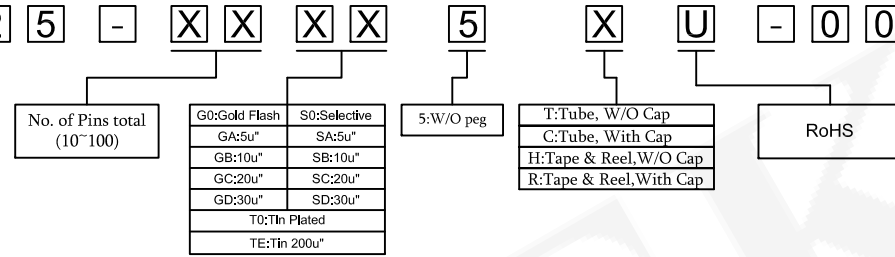 5 - X X X X 5 X U - 0 0
No. of Pins total
(10~100)
G0:Gold Flash S0:Selective
GA:5u" SA:5u"
GB:10u" SB:10u"
GC:20u" SC:20u"
GD:30u" SD:30u"
T0:Tin Plated
TE:Tin 200u"
5:W/O peg
T:Tube, W/O Cap
C:Tube, With Cap
H:Tape & Reel,W/O Cap
R:Tape & Reel,With Cap
RoHS